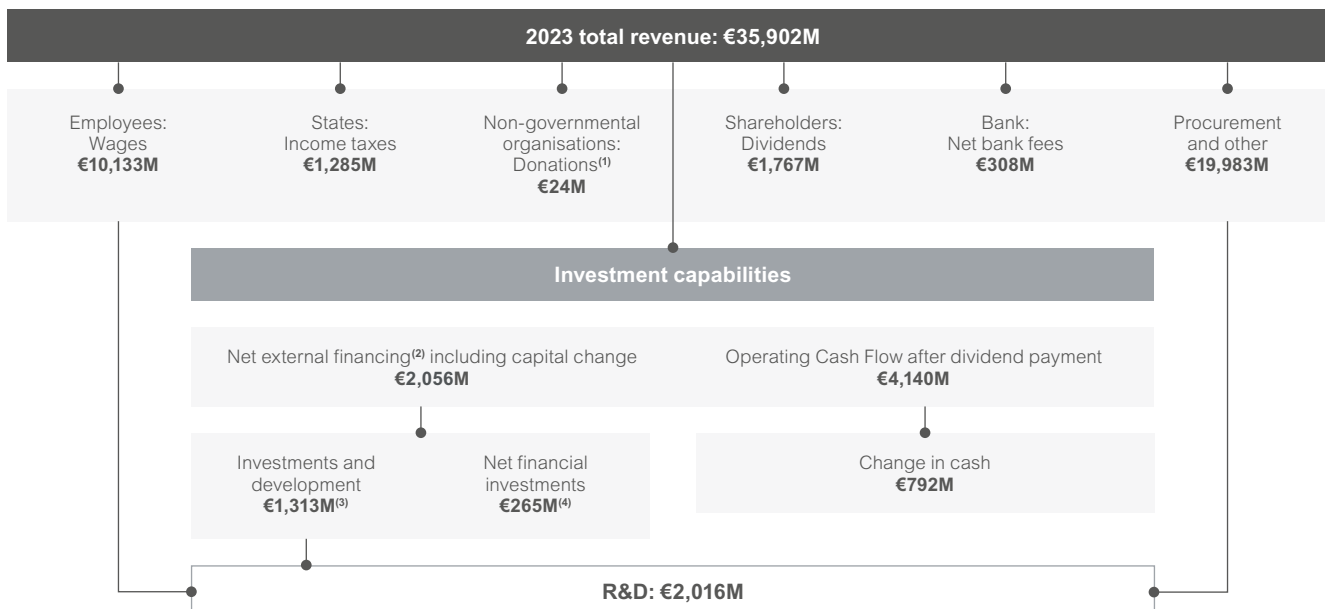 2023 total revenue: €35,902M
Employees:
Wages
€10,133M
States:
Income taxes
€1,285M
Non-governmental
organisations:
Donations(1)
€24M
Shareholders:
Dividends
€1,767M
Bank:
Net bank fees
€308M
Procurement
and other
€19,983M
Investment capabilities
Net external financing(2) including capital change
€2,056M
Operating Cash Flow after dividend payment
€4,140M
Investments and
development
€1,313M(3)
Net financial
investments
€265M(4)
Change in cash
€792M
R&D: €2,016M